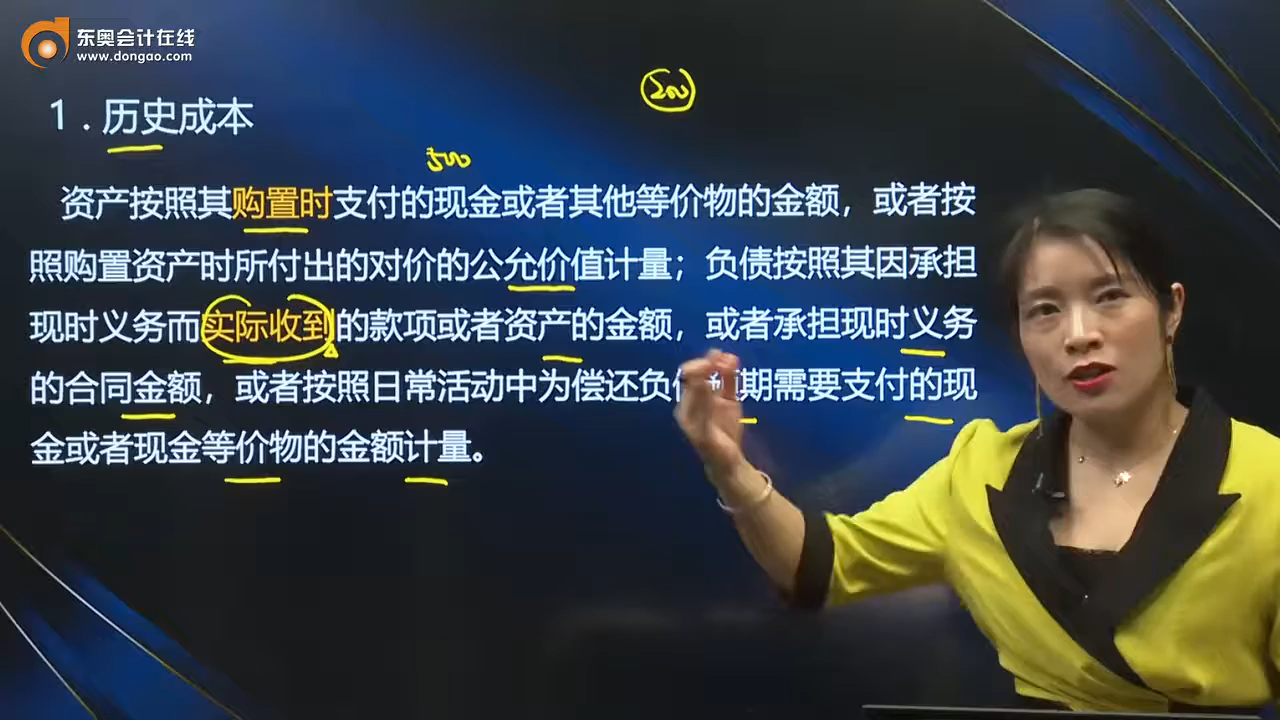 东奥会计在线
www.dongao.com
200
1.历史成本
500
资产按照其购置时支付的现金或者其他等价物的金额，或者按
照购置资产时所付出的对价的公允价值计量；负债按照其因承担
现时义务而实际收到的款项或者资产的金额，或者承担现时义务
的合同金额，或者按照日常活动中为偿还负 期需要支付的现
金或者现金等价物的金额计量。